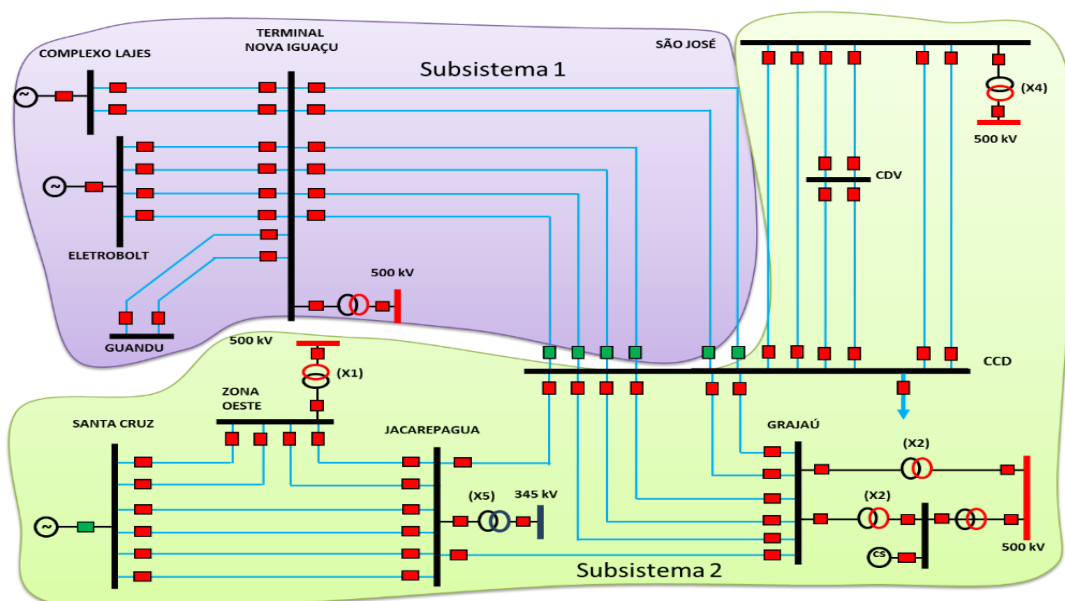 TERMINAL
NOVA IGUAÇU
COMPLEXO LAJES
Subsistema 1
SÃO JOSÉ
~
(X4)
500 kV
CDV
~
ELETROBOLT
500 kV
GUANDU
500 kV
(X1)
CCD
ZONA
OESTE
SANTA CRUZ
JACAREPAGUA
GRAJAÚ
(X2)
(X5)
345 kV
(X2)
~
CS
500 kV
Subsistema 2